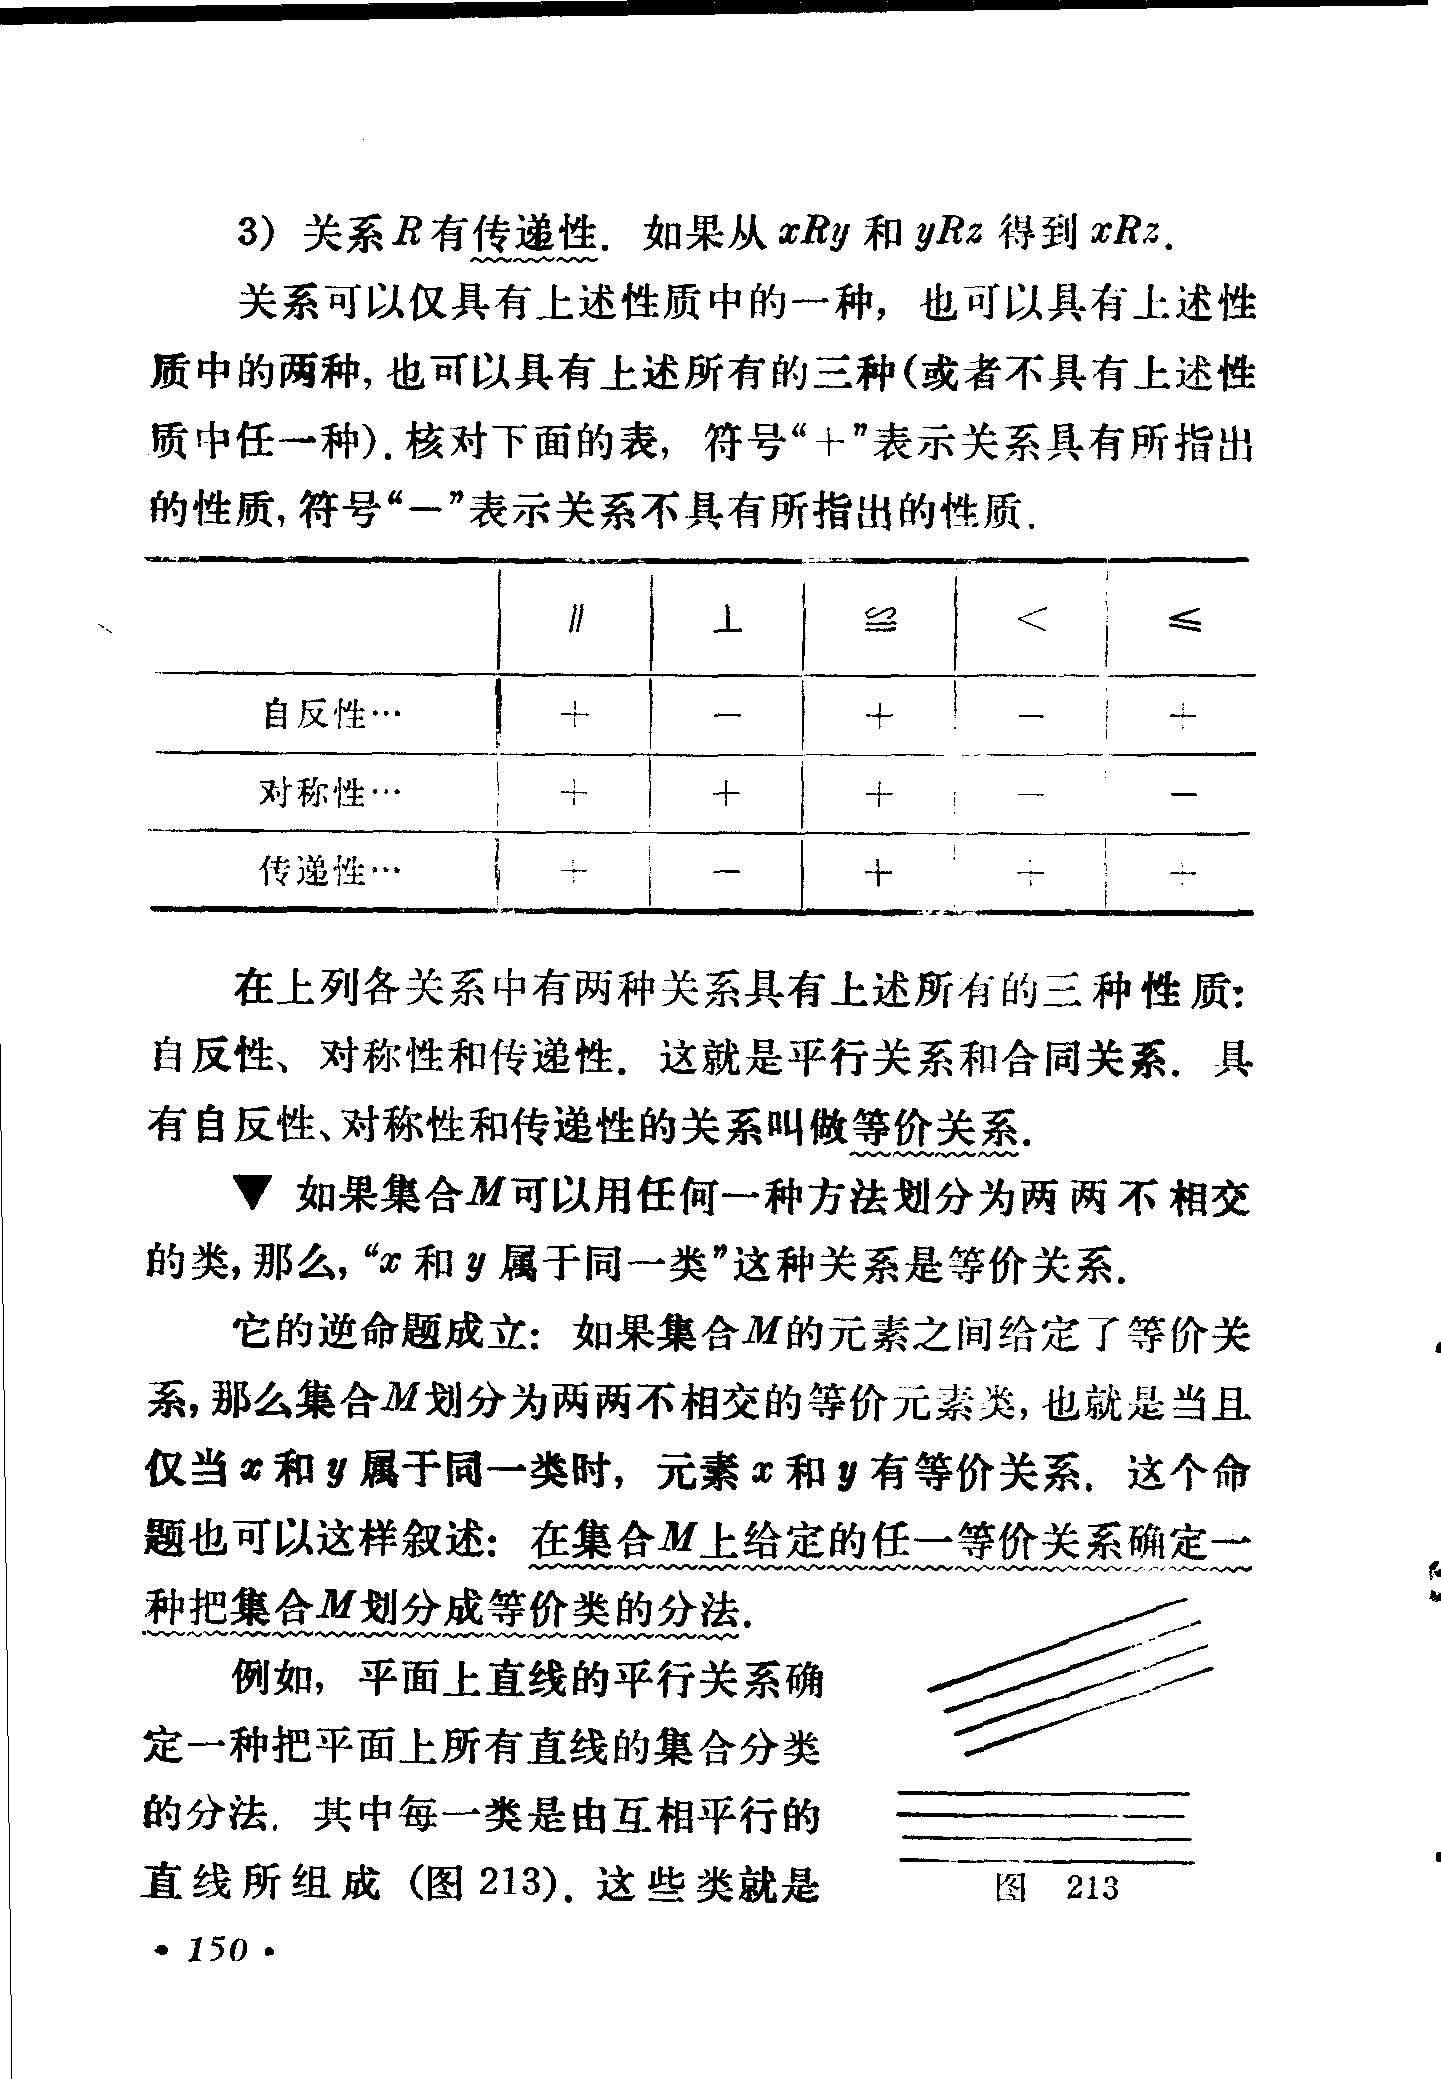 3) 关系 R 有传递性. 如果从 xRy 和 yRz 得到 xRz.
关系可以仅具有上述性质中的一种, 也可以具有上述性
质中的两种, 也可以具有上述所有的三种(或者不具有上述性
质中任一种). 核对下面的表, 符号“+”表示关系具有所指出
的性质, 符号“-”表示关系不具有所指出的性质.
∥ ⊥ ≌ < ≤
自反性… + - + - +
对称性… + + + - -
传递性… + - + + +
在上列各关系中有两种关系具有上述所有的三种性质:
自反性、对称性和传递性. 这就是平行关系和合同关系. 具
有自反性、对称性和传递性的关系叫做等价关系.
▼ 如果集合M可以用任何一种方法划分为两两不相交
的类, 那么, “x 和 y 属于同一类”这种关系是等价关系.
它的逆命题成立: 如果集合M的元素之间给定了等价关
系, 那么集合M划分为两两不相交的等价元素类, 也就是当且
仅当 x 和 y 属于同一类时, 元素 x 和 y 有等价关系. 这个命
题也可以这样叙述: 在集合M上给定的任一等价关系确定一
种把集合M划分成等价类的分法.
例如, 平面上直线的平行关系确
定一种把平面上所有直线的集合分类
的分法. 其中每一类是由互相平行的
直线所组成 (图 213). 这些类就是
图 213
• 150 •